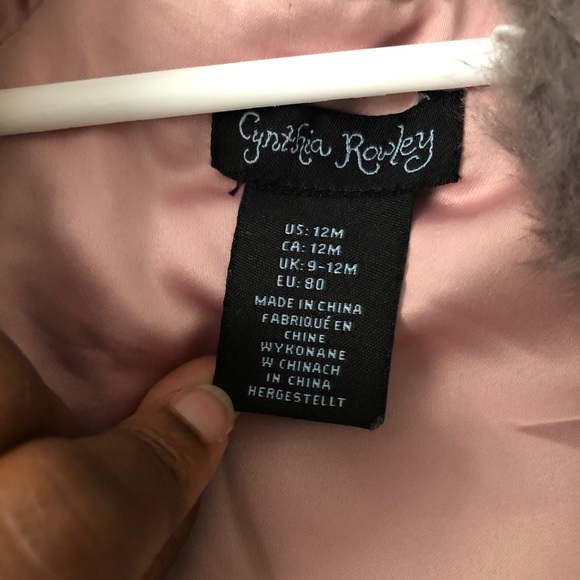 Cynthia Rowley
US: 12M
CA: 12M
UK: 9-12M
EU: 80
MADE IN CHINA
FABRIQUÉ EN
CHINE
WYKONANE
W CHINACH
IN CHINA
HERGESTELLT